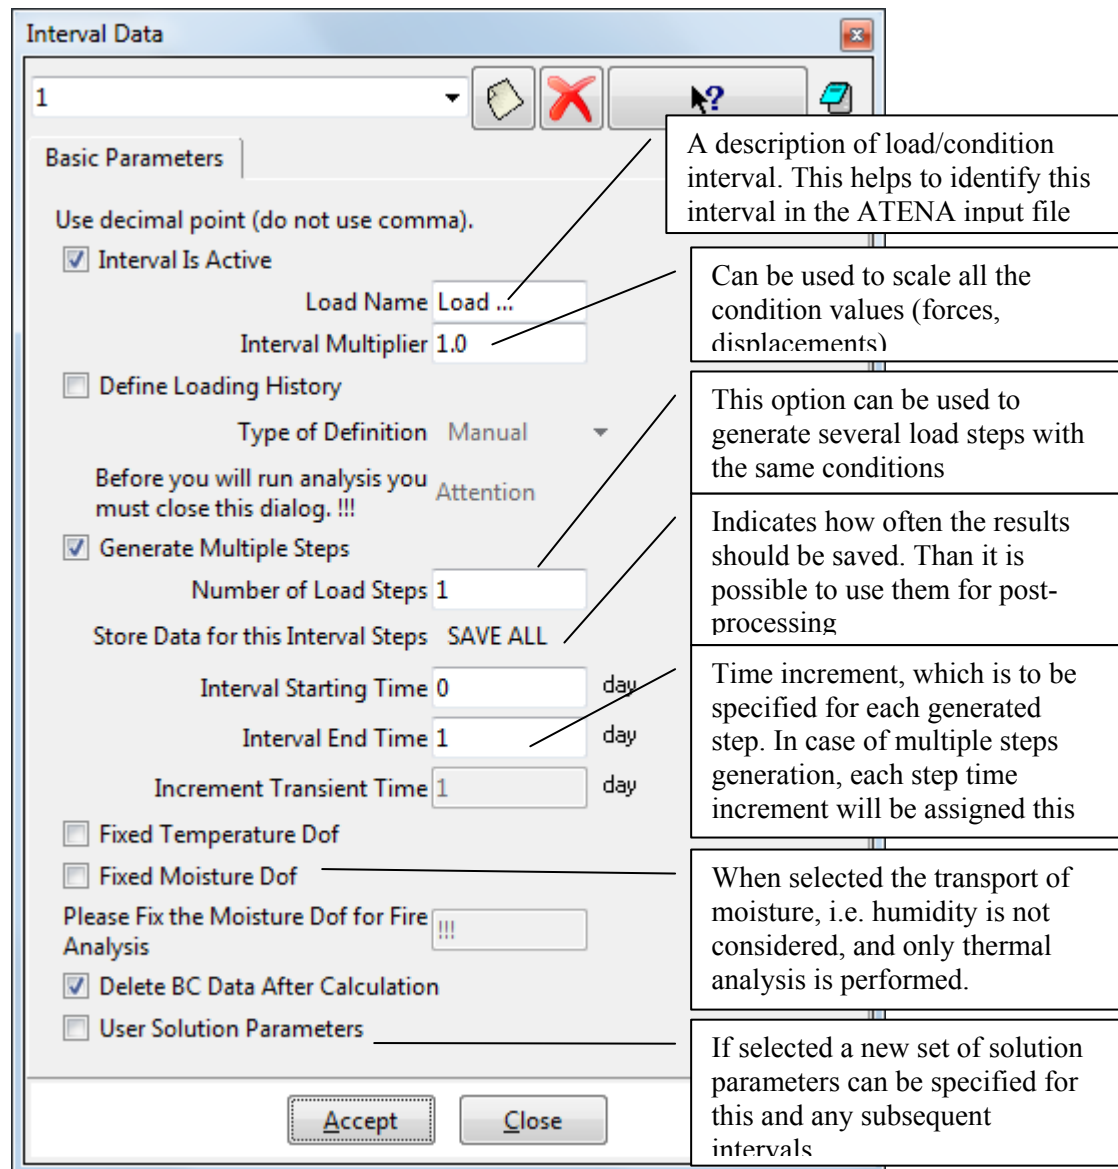 Interval Data
1
Basic Parameters
Use decimal point (do not use comma).
Interval Is Active
Load Name Load ...
Interval Multiplier 1.0
Define Loading History
Type of Definition Manual
Before you will run analysis you
must close this dialog. !!!
Attention
Generate Multiple Steps
Number of Load Steps 1
Store Data for this Interval Steps SAVE ALL
Interval Starting Time 0 day
Interval End Time 1 day
Increment Transient Time 1 day
Fixed Temperature Dof
Fixed Moisture Dof
Please Fix the Moisture Dof for Fire
Analysis
!!!
Delete BC Data After Calculation
User Solution Parameters
Accept Close
A description of load/condition
interval. This helps to identify this
interval in the ATENA input file
Can be used to scale all the
condition values (forces,
displacements)
This option can be used to
generate several load steps with
the same conditions
Indicates how often the results
should be saved. Than it is
possible to use them for post-
processing
Time increment, which is to be
specified for each generated
step. In case of multiple steps
generation, each step time
increment will be assigned this
When selected the transport of
moisture, i.e. humidity is not
considered, and only thermal
analysis is performed.
If selected a new set of solution
parameters can be specified for
this and any subsequent
intervals